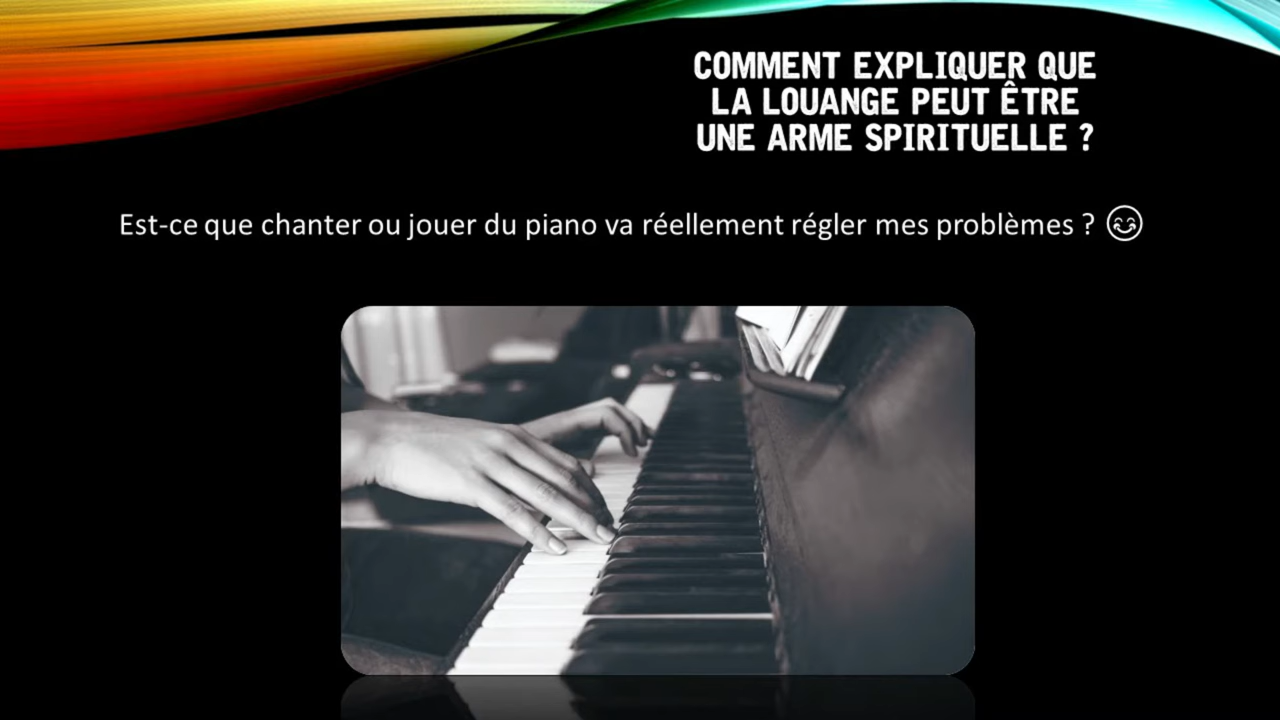 COMMENT EXPLIQUER QUE
LA LOUANGE PEUT ÊTRE
UNE ARME SPIRITUELLE ?
Est-ce que chanter ou jouer du piano va réellement régler mes problèmes ? 😊